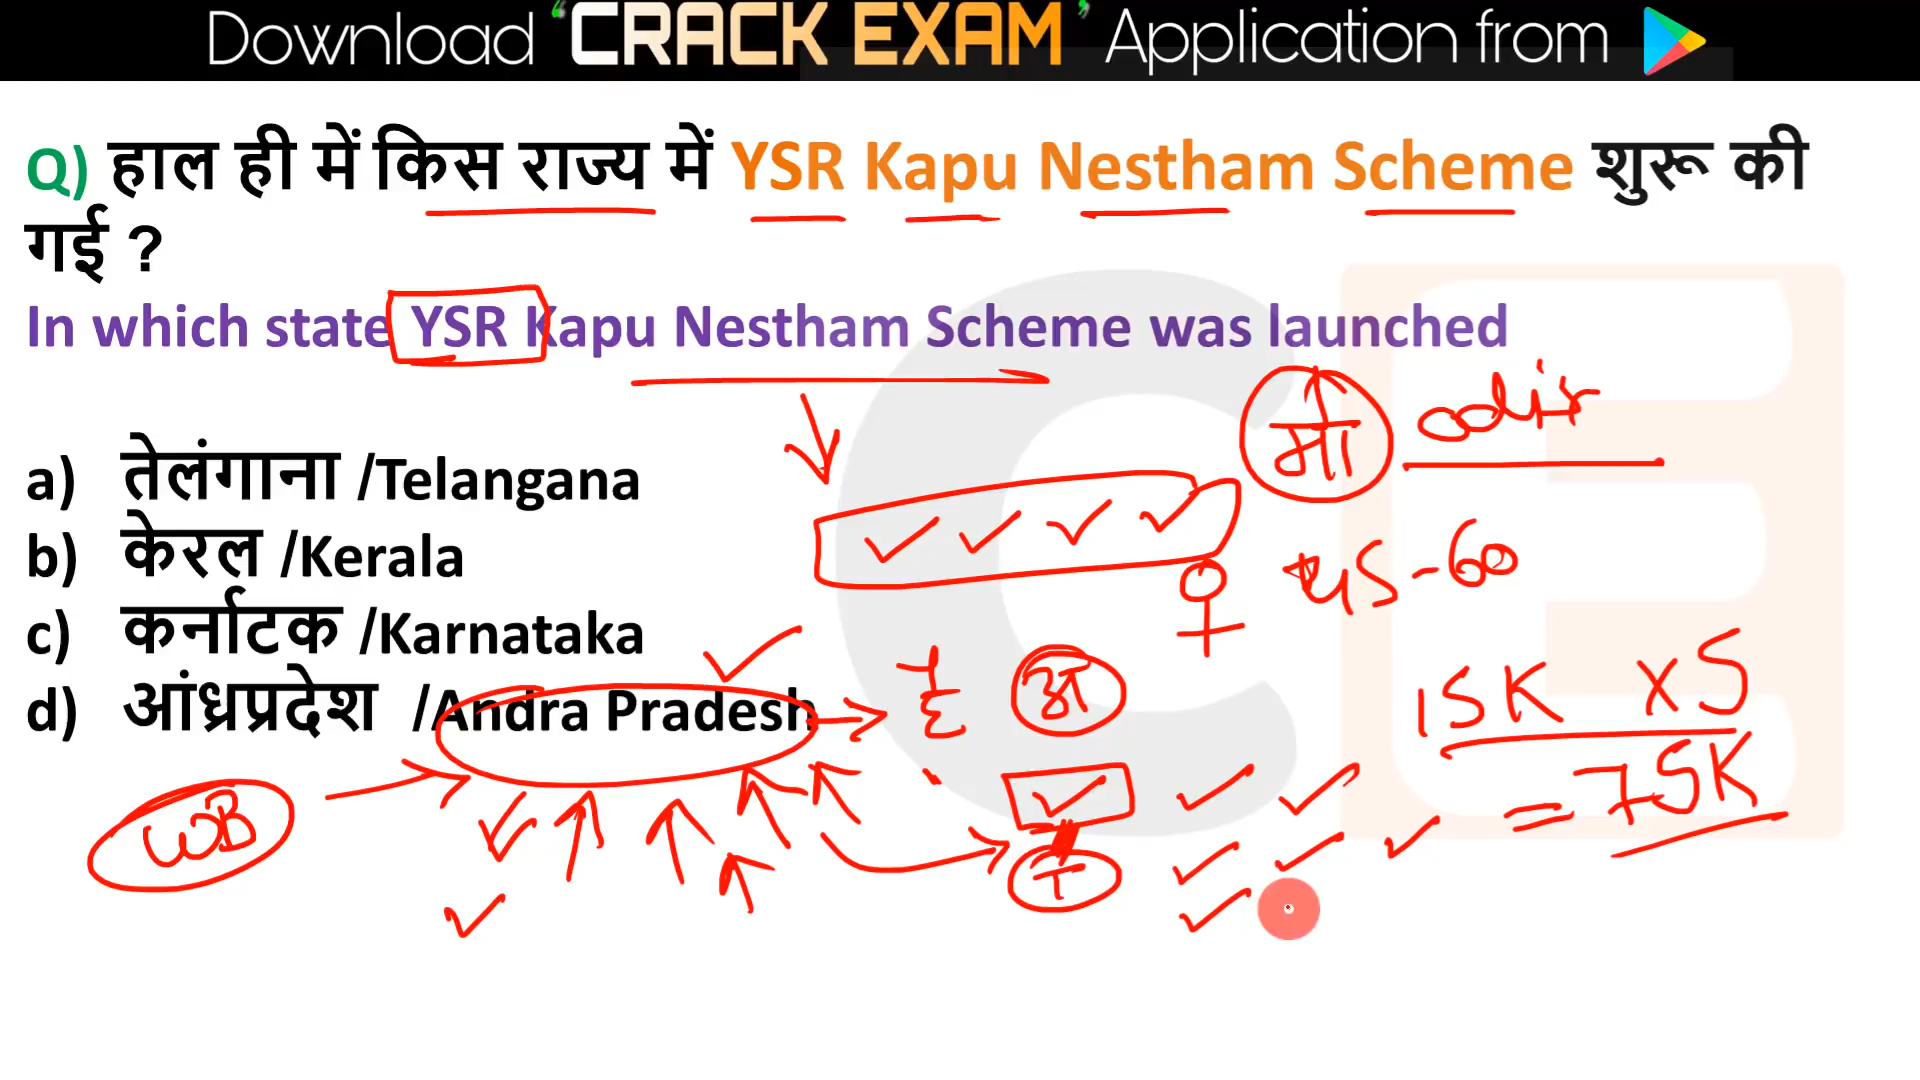 Download 'CRACK EXAM' Application from
Q) हाल ही में किस राज्य में YSR Kapu Nestham Scheme शुरू की
गई ?
In which state YSR Kapu Nestham Scheme was launched
माँ
a) तेलंगाना /Telangana
b) केरल /Kerala
45-60
c) कर्नाटक /Karnataka
15K x5
d) आंध्रप्रदेश /Andra Pradesh
= 75K
WB
CE